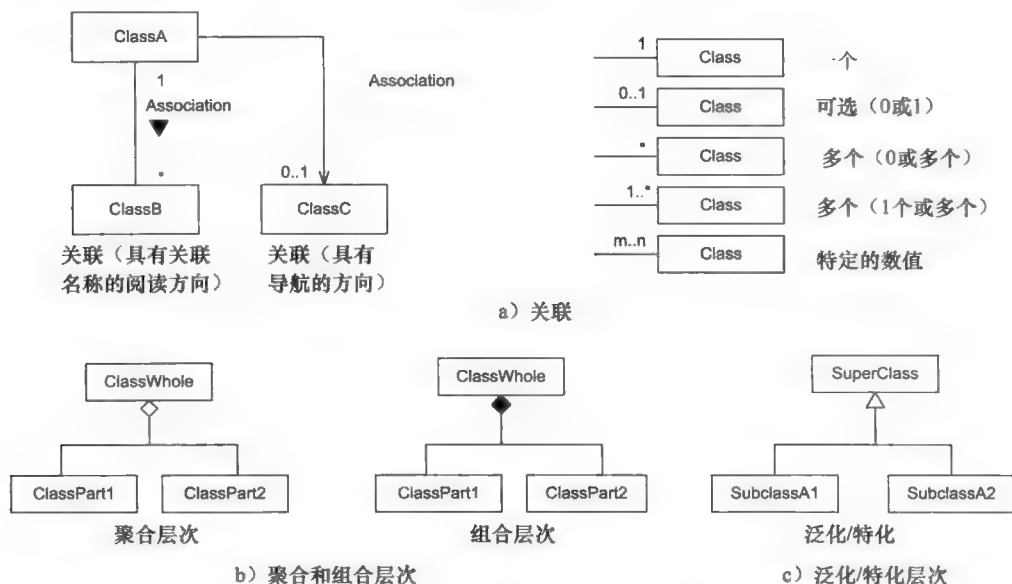 ClassA
1
Association
*
ClassB
关联（具有关联
名称的阅读方向）
Association
0..1
ClassC
关联（具有
导航的方向）
1
Class
个
0..1
Class
可选（0或1）
*
Class
多个（0或多个）
1..*
Class
多个（1个或多个）
m..n
Class
特定的数值
a）关联
ClassWhole
ClassPart1
ClassPart2
聚合层次
ClassWhole
ClassPart1
ClassPart2
组合层次
b）聚合和组合层次
SuperClass
SubclassA1
SubclassA2
泛化/特化
c）泛化/特化层次